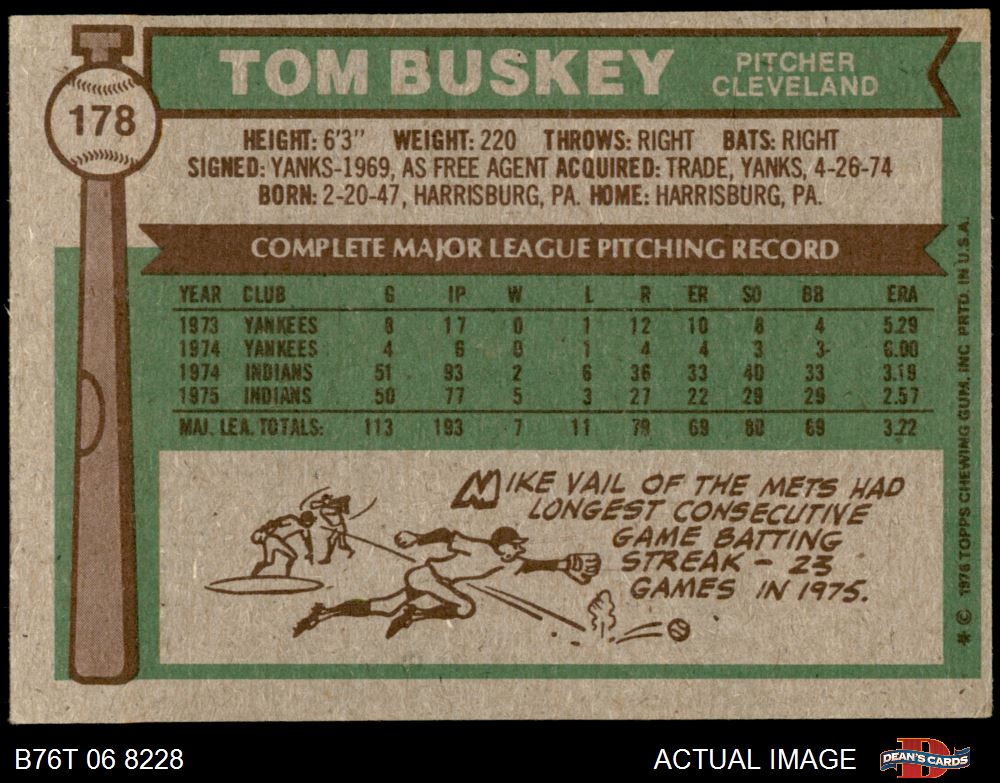 TOM BUSKEY
PITCHER
CLEVELAND
178
HEIGHT: 6'3" WEIGHT: 220 THROWS: RIGHT BATS: RIGHT
SIGNED: YANKS-1969, AS FREE AGENT ACQUIRED: TRADE, YANKS, 4-26-74
BORN: 2-20-47, HARRISBURG, PA. HOME: HARRISBURG, PA.
COMPLETE MAJOR LEAGUE PITCHING RECORD
YEAR CLUB G IP W L R ER SO BB ERA
1973 YANKEES 8 17 0 1 12 10 8 4 5.29
1974 YANKEES 4 6 0 1 4 4 3 3 6.00
1974 INDIANS 51 93 2 6 36 33 40 33 3.19
1975 INDIANS 50 77 5 3 27 22 29 29 2.57
MAJ. LEA. TOTALS: 113 193 7 11 79 69 80 69 3.22
MIKE VAIL OF THE METS HAD
LONGEST CONSECUTIVE
GAME BATTING
STREAK - 23
GAMES IN 1975.
* © 1976 TOPPS CHEWING GUM, INC. PRTD. IN U.S.A.
B76T 06 8228
ACTUAL IMAGE
D
DEAN'S CARDS